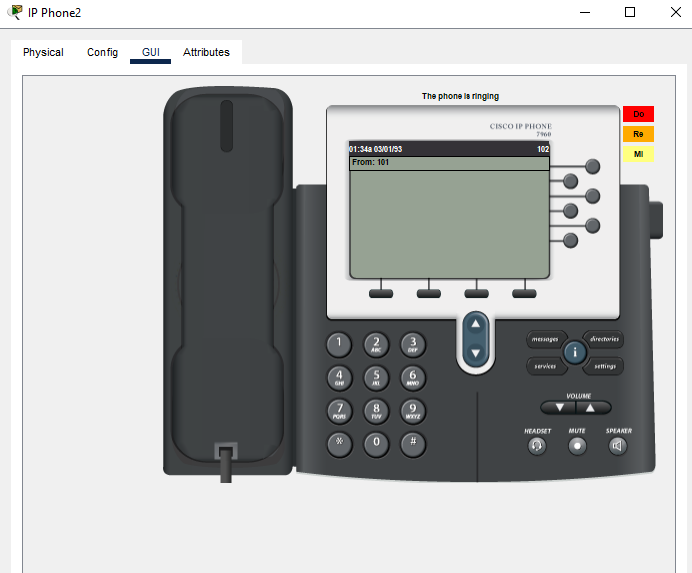 IP Phone2
Physical Config GUI Attributes
The phone is ringing
CISCO IP PHONE
7960
Do
Re
Mi
01:34a 03/01/93 102
From: 101
1 2 ABC 3 DEF
4 GHI 5 JKL 6 MNO
7 PQRS 8 TUV 9 WXYZ
* 0 #
messages directories
i
services settings
VOLUME
HEADSET MUTE SPEAKER